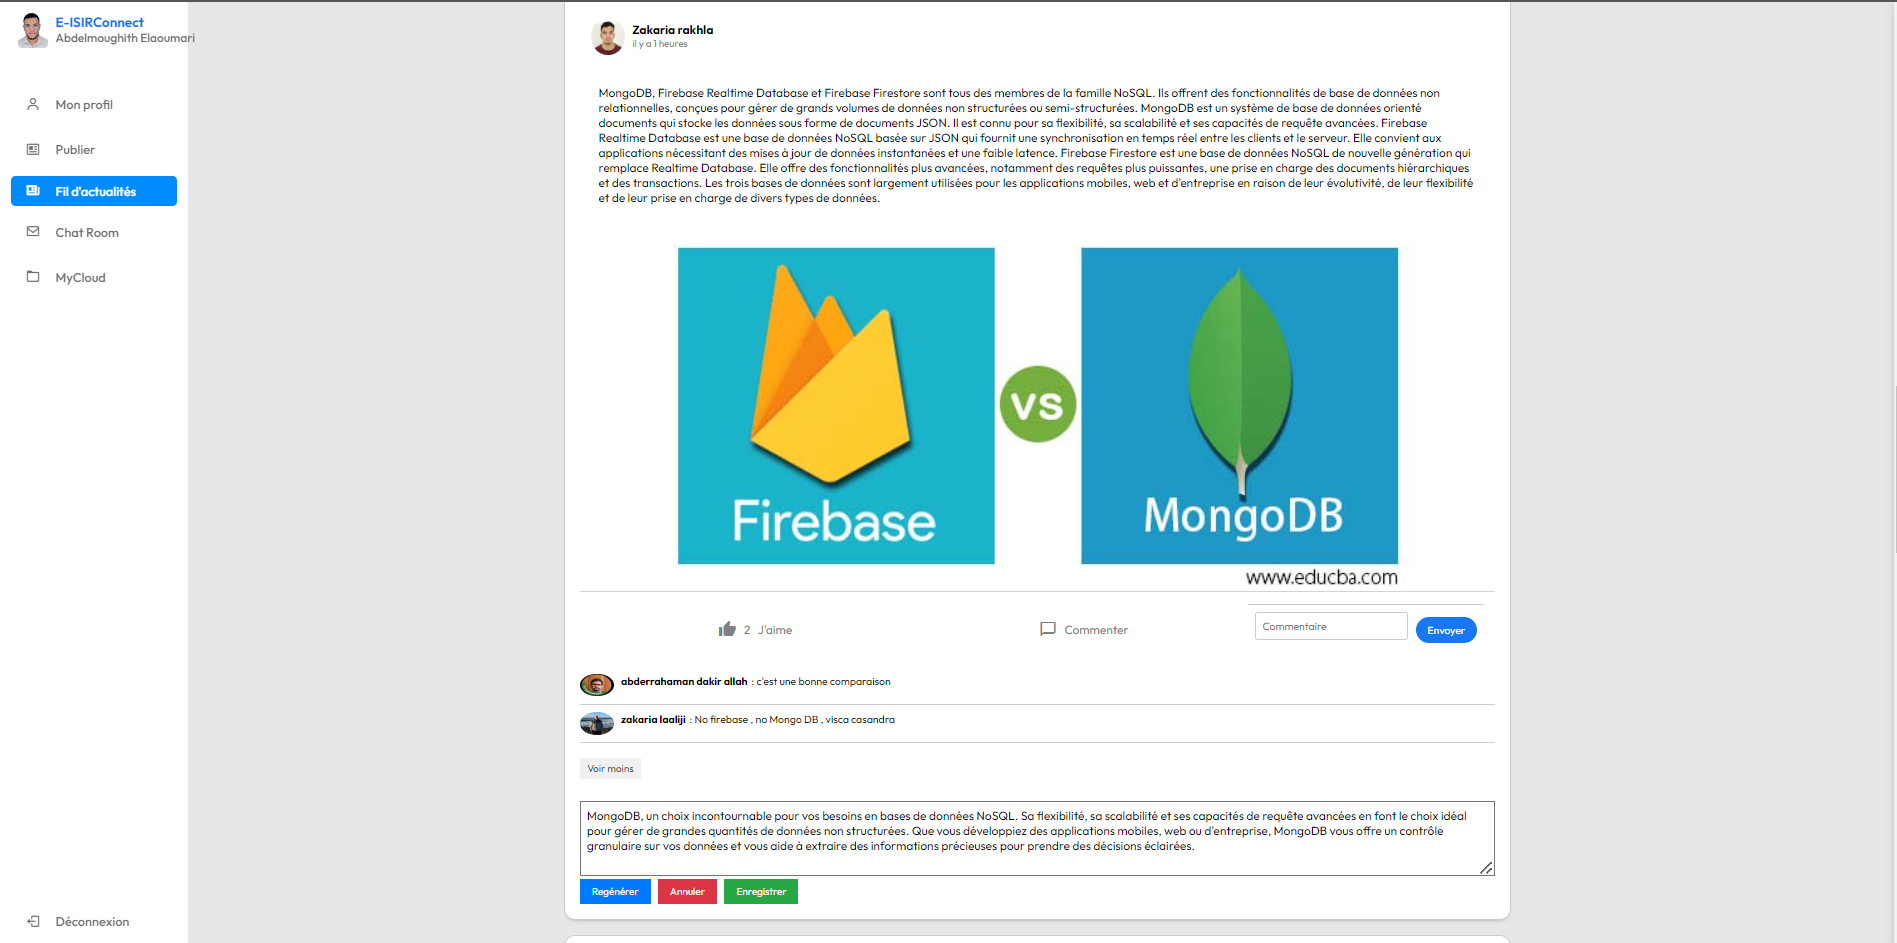 E-ISIRConnect
Abdelmoughith Elaoumari
Mon profil
Publier
Fil d'actualités
Chat Room
MyCloud
Déconnexion
Zakaria rakhla
il y a 1 heures
MongoDB, Firebase Realtime Database et Firebase Firestore sont tous des membres de la famille NoSQL. Ils offrent des fonctionnalités de base de données non
relationnelles, conçues pour gérer de grands volumes de données non structurées ou semi-structurées. MongoDB est un système de base de données orienté
documents qui stocke les données sous forme de documents JSON. Il est connu pour sa flexibilité, sa scalabilité et ses capacités de requête avancées. Firebase
Realtime Database est une base de données NoSQL basée sur JSON qui fournit une synchronisation en temps réel entre les clients et le serveur. Elle convient aux
applications nécessitant des mises à jour de données instantanées et une faible latence. Firebase Firestore est une base de données NoSQL de nouvelle génération qui
remplace Realtime Database. Elle offre des fonctionnalités plus avancées, notamment des requêtes plus puissantes, une prise en charge des documents hiérarchiques
et des transactions. Les trois bases de données sont largement utilisées pour les applications mobiles, web et d'entreprise en raison de leur évolutivité, de leur flexibilité
et de leur prise en charge de divers types de données.
Firebase
VS
MongoDB
www.educba.com
2 J'aime
Commenter
Commentaire
Envoyer
abderrahaman dakir allah : c'est une bonne comparaison
zakaria laaliji : No firebase , no Mongo DB , visca casandra
Voir moins
MongoDB, un choix incontournable pour vos besoins en bases de données NoSQL. Sa flexibilité, sa scalabilité et ses capacités de requête avancées en font le choix idéal
pour gérer de grandes quantités de données non structurées. Que vous développiez des applications mobiles, web ou d'entreprise, MongoDB vous offre un contrôle
granulaire sur vos données et vous aide à extraire des informations précieuses pour prendre des décisions éclairées.
Regénérer
Annuler
Enregistrer